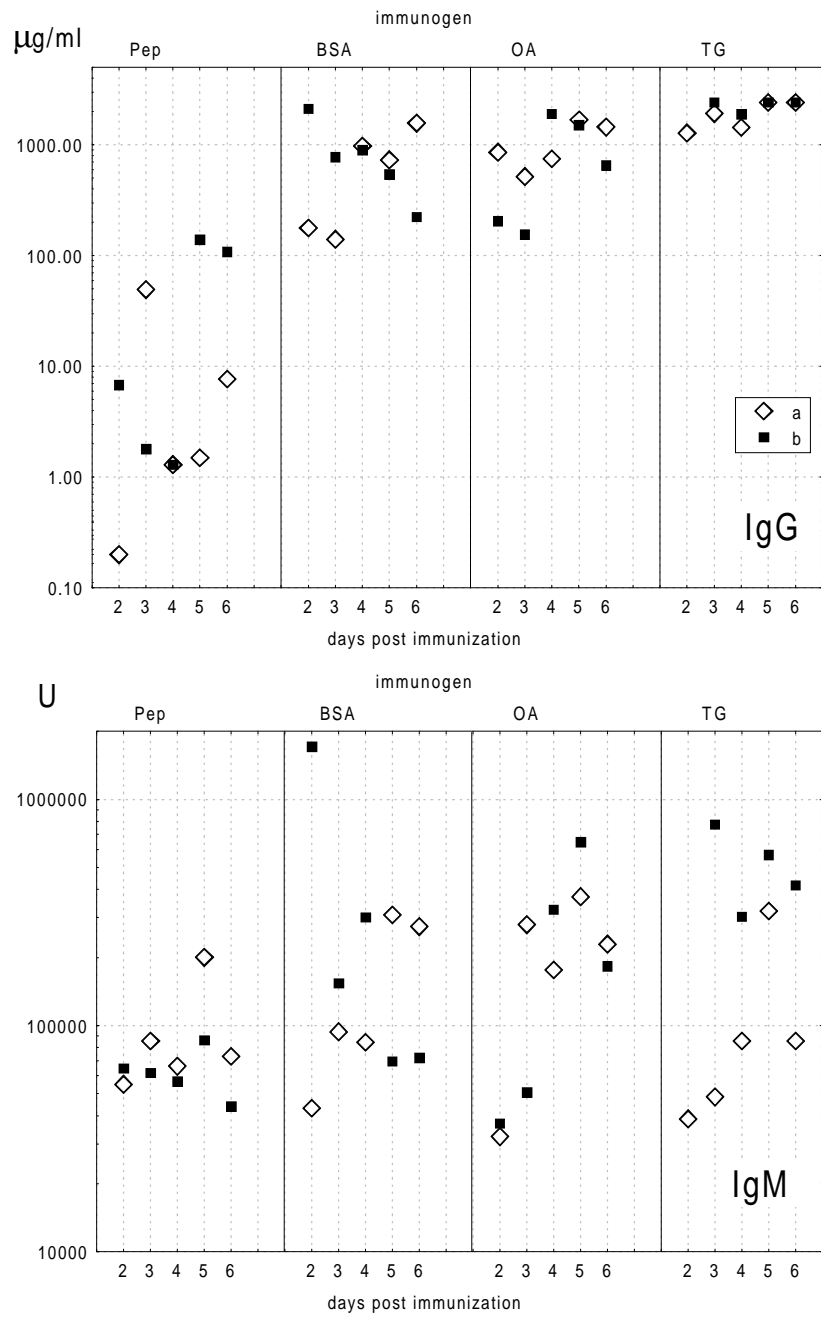 immunogen
μg/ml
Pep BSA OA TG
1000.00
100.00
10.00
a
b
1.00
IgG
0.10
2 3 4 5 6 2 3 4 5 6 2 3 4 5 6 2 3 4 5 6
days post immunization
immunogen
U
Pep BSA OA TG
1000000
100000
IgM
10000
2 3 4 5 6 2 3 4 5 6 2 3 4 5 6 2 3 4 5 6
days post immunization